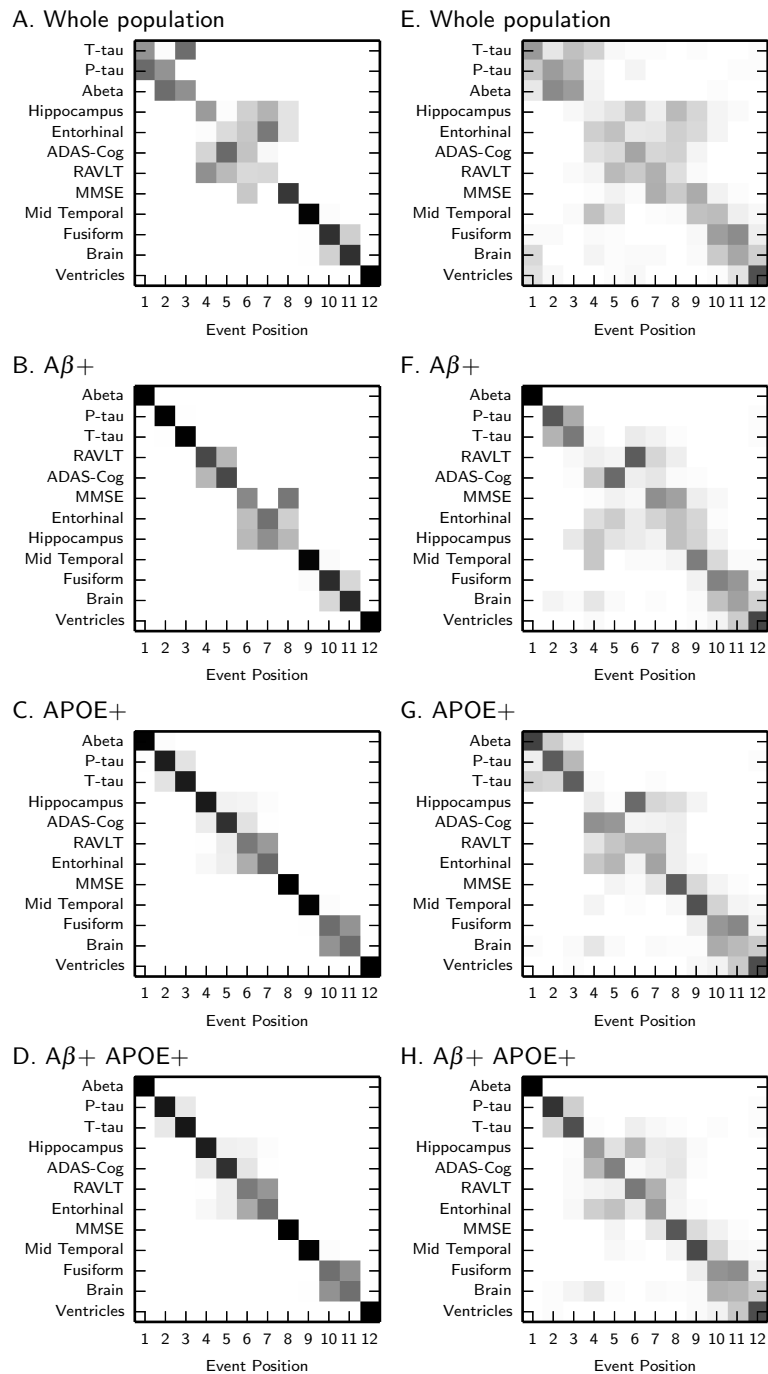 A. Whole population
T-tau
P-tau
Abeta
Hippocampus
Entorhinal
ADAS-Cog
RAVLT
MMSE
Mid Temporal
Fusiform
Brain
Ventricles
1 2 3 4 5 6 7 8 9 10 11 12
Event Position
E. Whole population
T-tau
P-tau
Abeta
Hippocampus
Entorhinal
ADAS-Cog
RAVLT
MMSE
Mid Temporal
Fusiform
Brain
Ventricles
1 2 3 4 5 6 7 8 9 10 11 12
Event Position
B. Aβ+
Abeta
P-tau
T-tau
RAVLT
ADAS-Cog
MMSE
Entorhinal
Hippocampus
Mid Temporal
Fusiform
Brain
Ventricles
1 2 3 4 5 6 7 8 9 10 11 12
Event Position
F. Aβ+
Abeta
P-tau
T-tau
RAVLT
ADAS-Cog
MMSE
Entorhinal
Hippocampus
Mid Temporal
Fusiform
Brain
Ventricles
1 2 3 4 5 6 7 8 9 10 11 12
Event Position
C. APOE+
Abeta
P-tau
T-tau
Hippocampus
ADAS-Cog
RAVLT
Entorhinal
MMSE
Mid Temporal
Fusiform
Brain
Ventricles
1 2 3 4 5 6 7 8 9 10 11 12
Event Position
G. APOE+
Abeta
P-tau
T-tau
Hippocampus
ADAS-Cog
RAVLT
Entorhinal
MMSE
Mid Temporal
Fusiform
Brain
Ventricles
1 2 3 4 5 6 7 8 9 10 11 12
Event Position
D. Aβ+ APOE+
Abeta
P-tau
T-tau
Hippocampus
ADAS-Cog
RAVLT
Entorhinal
MMSE
Mid Temporal
Fusiform
Brain
Ventricles
1 2 3 4 5 6 7 8 9 10 11 12
Event Position
H. Aβ+ APOE+
Abeta
P-tau
T-tau
Hippocampus
ADAS-Cog
RAVLT
Entorhinal
MMSE
Mid Temporal
Fusiform
Brain
Ventricles
1 2 3 4 5 6 7 8 9 10 11 12
Event Position